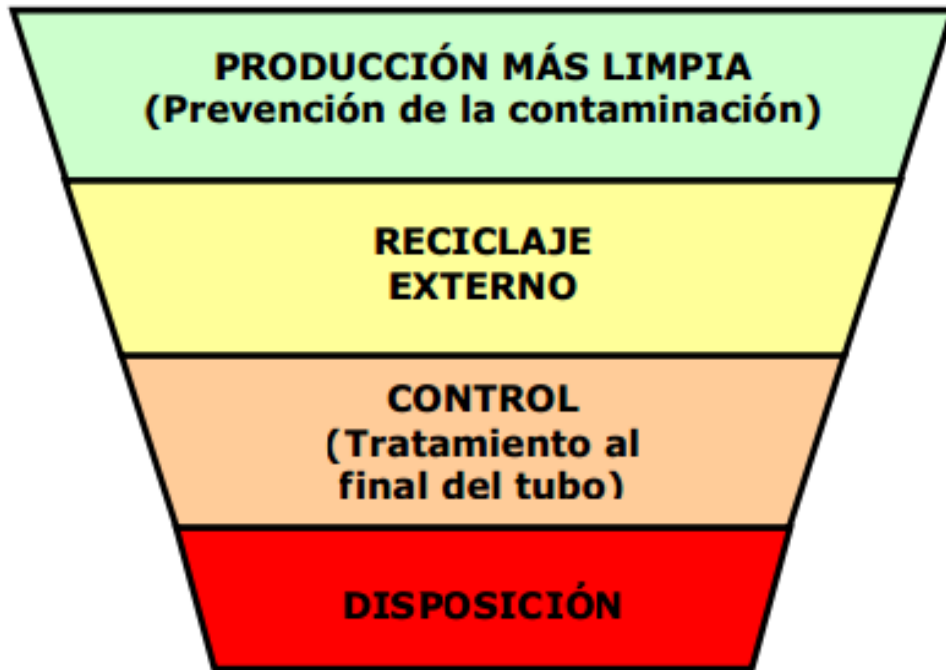 PRODUCCIÓN MÁS LIMPIA
(Prevención de la contaminación)
RECICLAJE
EXTERNO
CONTROL
(Tratamiento al
final del tubo)
DISPOSICIÓN